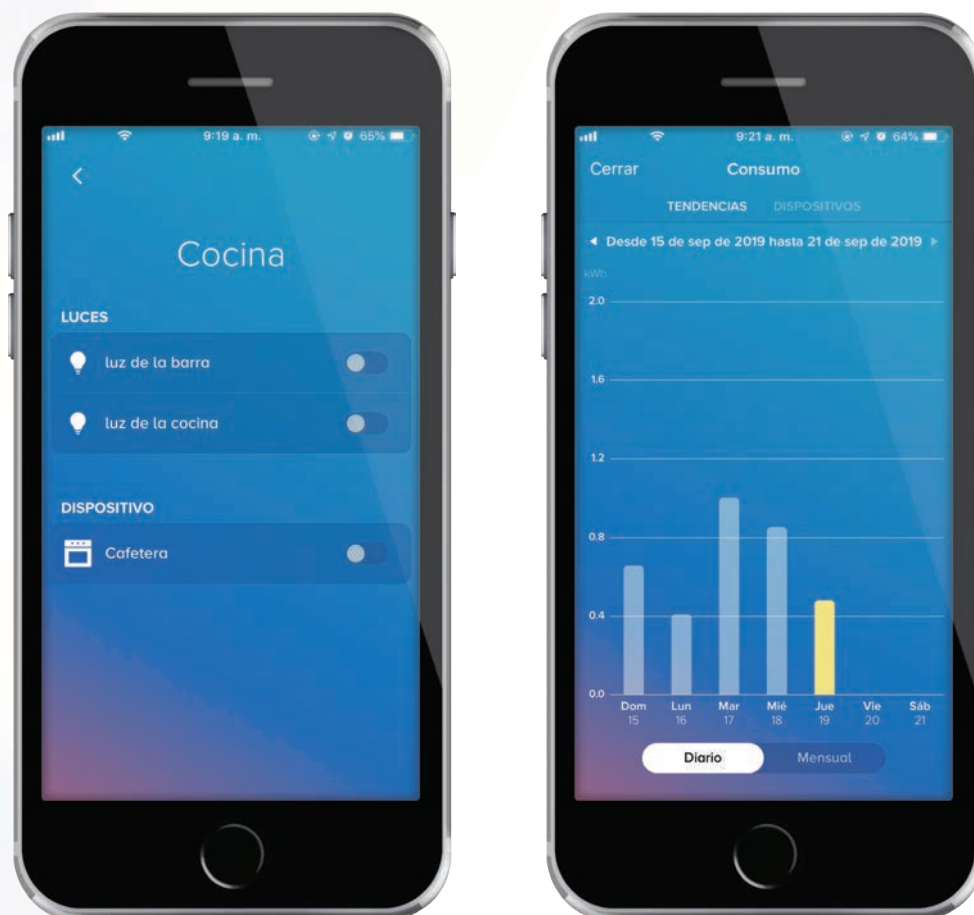 9:19 a. m.
65%
Cocina
LUCES
luz de la barra
luz de la cocina
DISPOSITIVO
Cafetera
9:21 a. m.
64%
Cerrar
Consumo
TENDENCIAS
DISPOSITIVOS
Desde 15 de sep de 2019 hasta 21 de sep de 2019
kWh
2.0
1.6
1.2
0.8
0.4
0.0
Dom Lun Mar Mié Jue Vie Sáb
15 16 17 18 19 20 21
Diario
Mensual